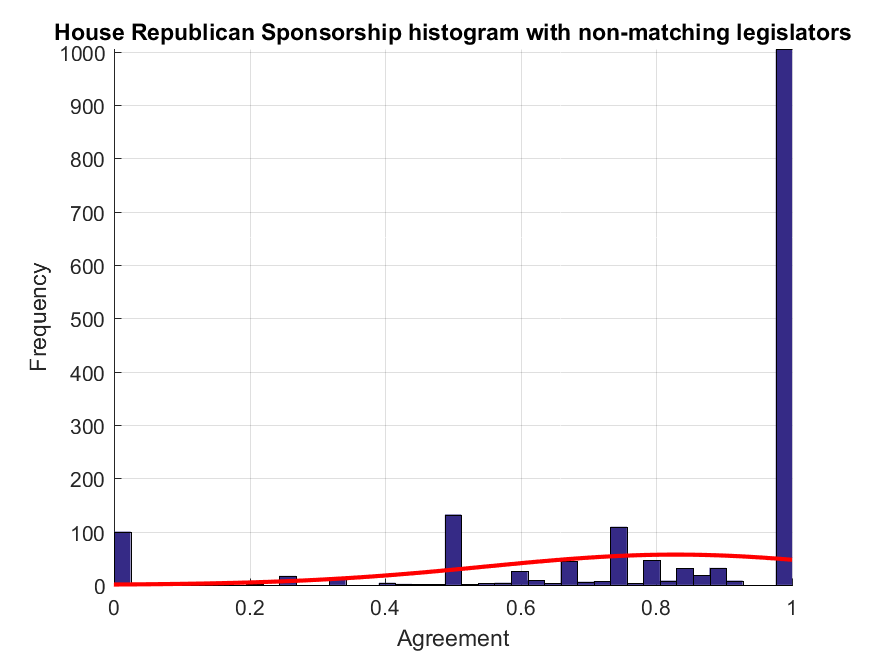 House Republican Sponsorship histogram with non-matching legislators
1000
900
800
700
600
500
400
300
200
100
0
Frequency
0 0.2 0.4 0.6 0.8 1
Agreement